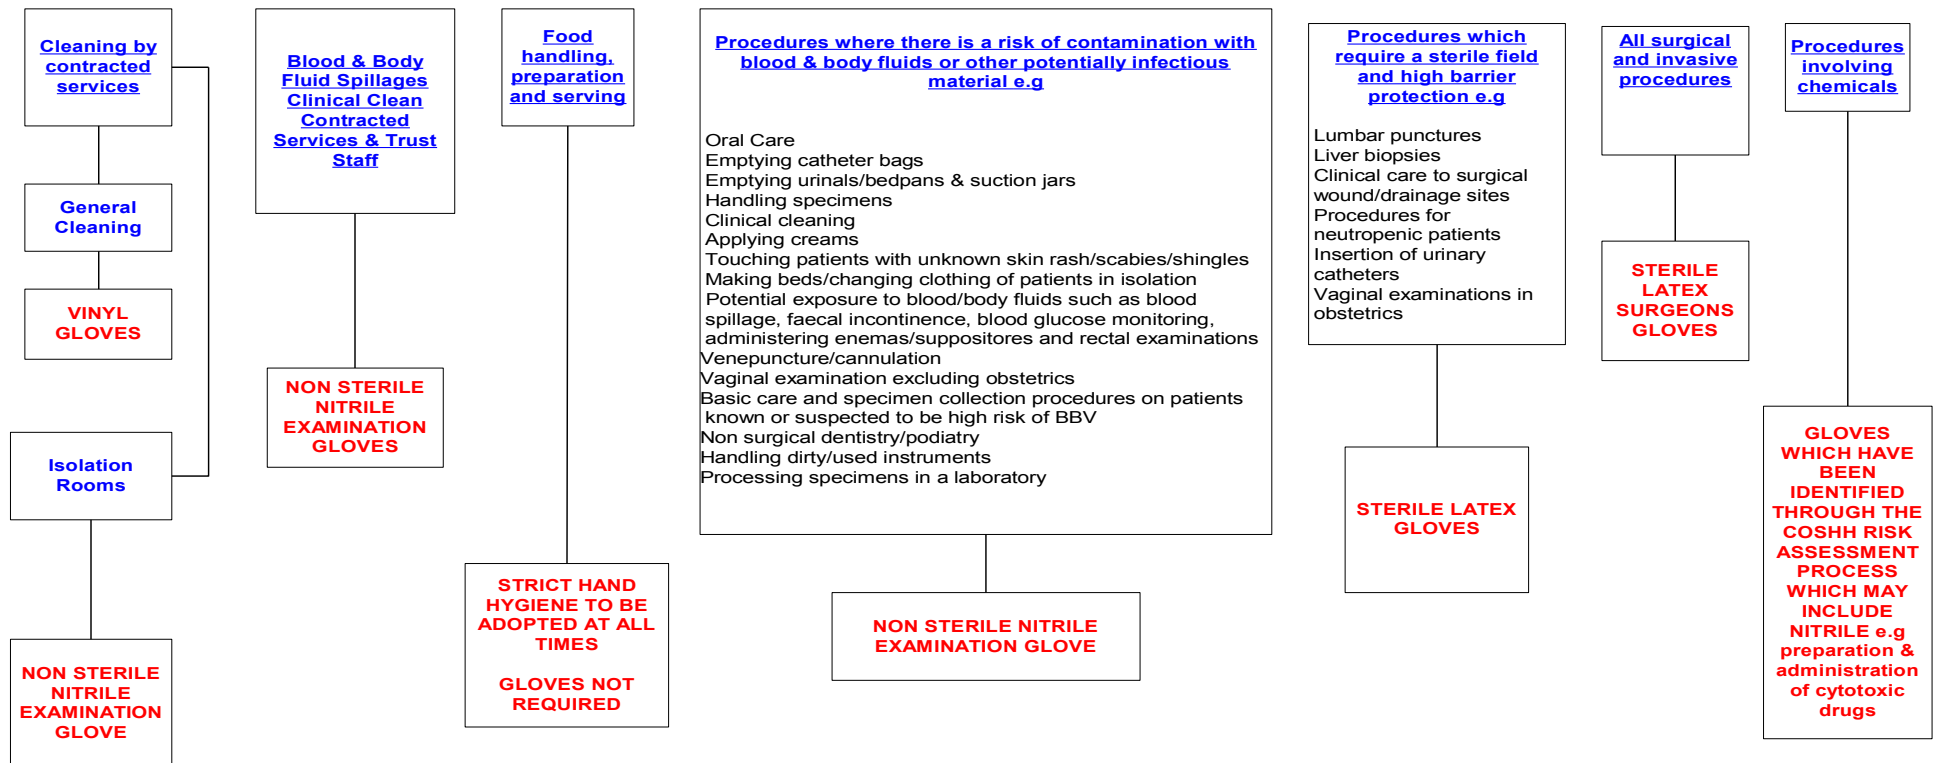 Cleaning by
contracted
services
General
Cleaning
VINYL
GLOVES
Isolation
Rooms
NON STERILE
NITRILE
EXAMINATION
GLOVE
Blood & Body
Fluid Spillages
Clinical Clean
Contracted
Services & Trust
Staff
NON STERILE
NITRILE
EXAMINATION
GLOVES
Food
handling,
preparation
and serving
STRICT HAND
HYGIENE TO BE
ADOPTED AT ALL
TIMES
GLOVES NOT
REQUIRED
Procedures where there is a risk of contamination with
blood & body fluids or other potentially infectious
material e.g
Oral Care
Emptying catheter bags
Emptying urinals/bedpans & suction jars
Handling specimens
Clinical cleaning
Applying creams
Touching patients with unknown skin rash/scabies/shingles
Making beds/changing clothing of patients in isolation
Potential exposure to blood/body fluids such as blood
spillage, faecal incontinence, blood glucose monitoring,
administering enemas/suppositores and rectal examinations
Venepuncture/cannulation
Vaginal examination excluding obstetrics
Basic care and specimen collection procedures on patients
known or suspected to be high risk of BBV
Non surgical dentistry/podiatry
Handling dirty/used instruments
Processing specimens in a laboratory
NON STERILE NITRILE
EXAMINATION GLOVE
Procedures which
require a sterile field
and high barrier
protection e.g
Lumbar punctures
Liver biopsies
Clinical care to surgical
wound/drainage sites
Procedures for
neutropenic patients
Insertion of urinary
catheters
Vaginal examinations in
obstetrics
STERILE LATEX
GLOVES
All surgical
and invasive
procedures
STERILE
LATEX
SURGEONS
GLOVES
Procedures
involving
chemicals
GLOVES
WHICH HAVE
BEEN
IDENTIFIED
THROUGH THE
COSHH RISK
ASSESSMENT
PROCESS
WHICH MAY
INCLUDE
NITRILE e.g
preparation &
administration
of cytotoxic
drugs